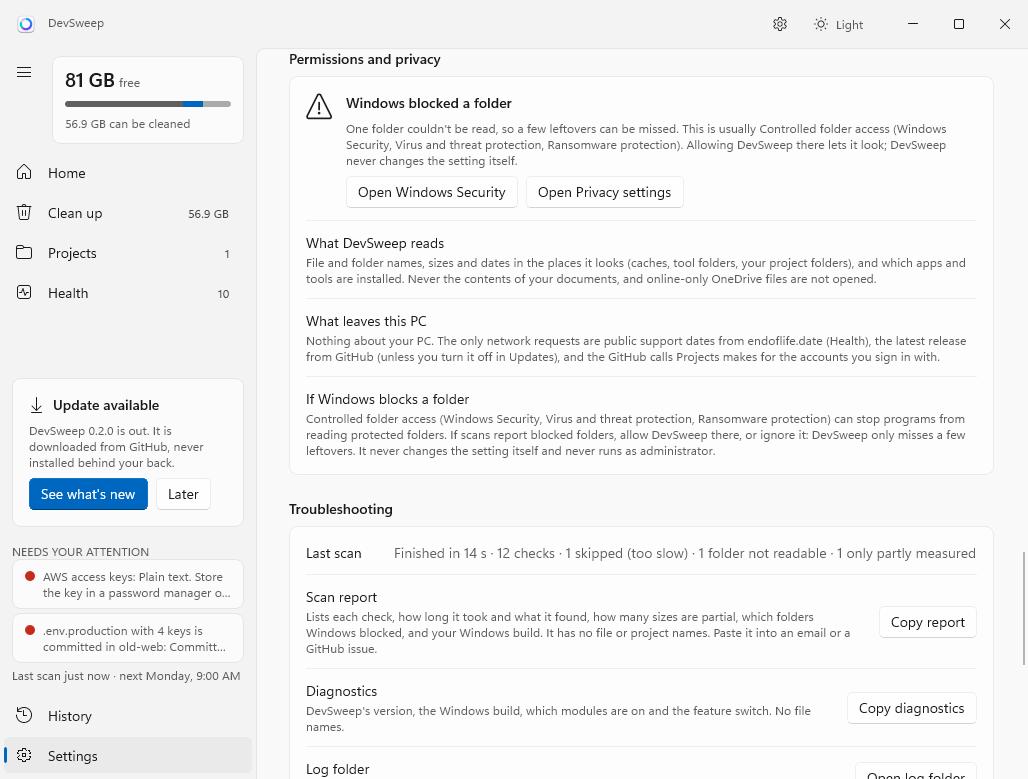 DevSweep
Light
81 GB free
56.9 GB can be cleaned
Home
Clean up 56.9 GB
Projects 1
Health 10
Update available
DevSweep 0.2.0 is out. It is
downloaded from GitHub, never
installed behind your back.
See what's new
Later
NEEDS YOUR ATTENTION
AWS access keys: Plain text. Store
the key in a password manager o...
.env.production with 4 keys is
committed in old-web: Committ...
Last scan just now · next Monday, 9:00 AM
History
Settings
Permissions and privacy
Windows blocked a folder
One folder couldn't be read, so a few leftovers can be missed. This is usually Controlled folder access (Windows
Security, Virus and threat protection, Ransomware protection). Allowing DevSweep there lets it look; DevSweep
never changes the setting itself.
Open Windows Security
Open Privacy settings
What DevSweep reads
File and folder names, sizes and dates in the places it looks (caches, tool folders, your project folders), and which apps and
tools are installed. Never the contents of your documents, and online-only OneDrive files are not opened.
What leaves this PC
Nothing about your PC. The only network requests are public support dates from endoflife.date (Health), the latest release
from GitHub (unless you turn it off in Updates), and the GitHub calls Projects makes for the accounts you sign in with.
If Windows blocks a folder
Controlled folder access (Windows Security, Virus and threat protection, Ransomware protection) can stop programs from
reading protected folders. If scans report blocked folders, allow DevSweep there, or ignore it: DevSweep only misses a few
leftovers. It never changes the setting itself and never runs as administrator.
Troubleshooting
Last scan Finished in 14 s · 12 checks · 1 skipped (too slow) · 1 folder not readable · 1 only partly measured
Scan report
Lists each check, how long it took and what it found, how many sizes are partial, which folders
Windows blocked, and your Windows build. It has no file or project names. Paste it into an email or a
GitHub issue.
Copy report
Diagnostics
DevSweep's version, the Windows build, which modules are on and the feature switch. No file
names.
Copy diagnostics
Log folder
Open log folder